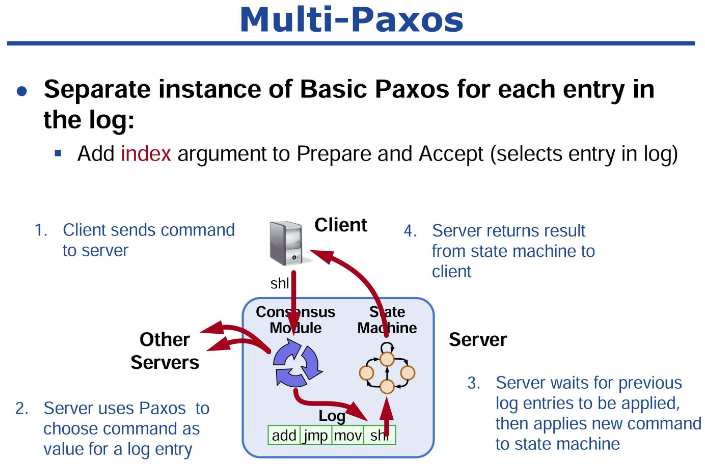 Multi-Paxos
● Separate instance of Basic Paxos for each entry in
the log:
▪ Add index argument to Prepare and Accept (selects entry in log)
1. Client sends command
to server
Client
4. Server returns result
from state machine to
client
shl
Consensus
Module
State
Machine
Other
Servers
Server
2. Server uses Paxos to
choose command as
value for a log entry
3. Server waits for previous
log entries to be applied,
then applies new command
to state machine
Log
add jmp mov shl